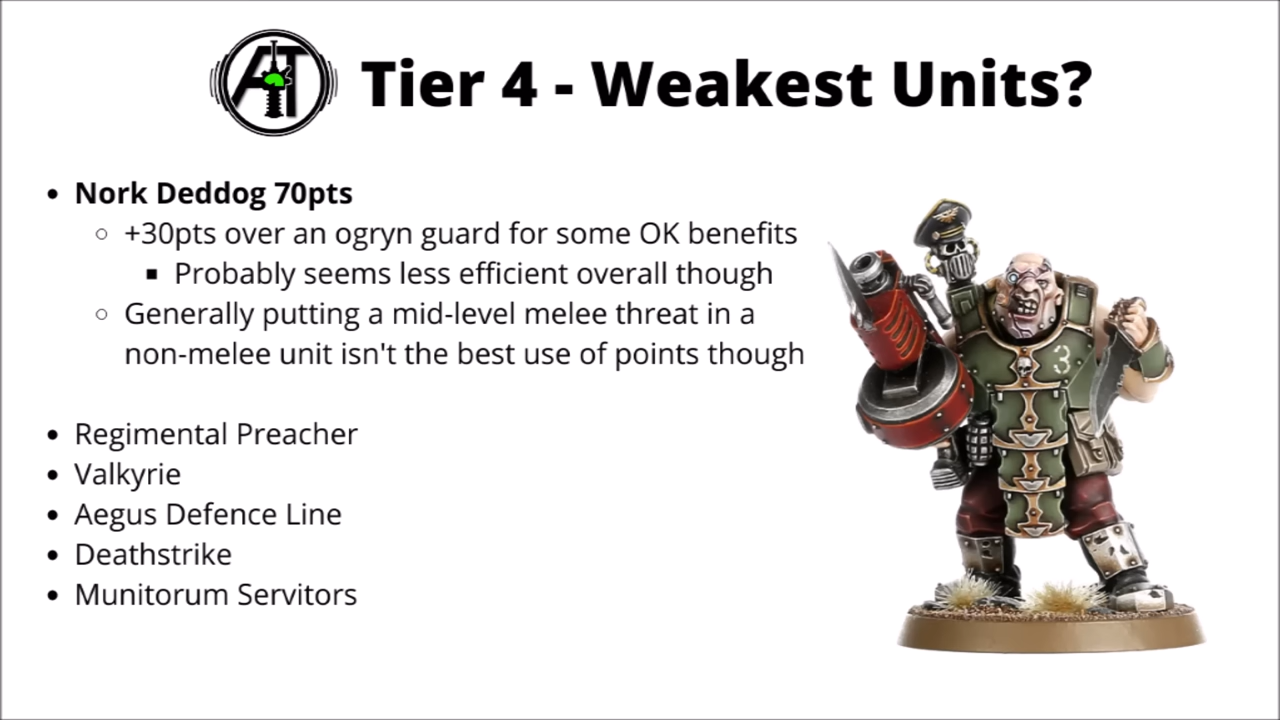 AT
Tier 4 - Weakest Units?
• Nork Deddog 70pts
○ +30pts over an ogryn guard for some OK benefits
■ Probably seems less efficient overall though
○ Generally putting a mid-level melee threat in a
non-melee unit isn't the best use of points though
• Regimental Preacher
• Valkyrie
• Aegus Defence Line
• Deathstrike
• Munitorum Servitors
3